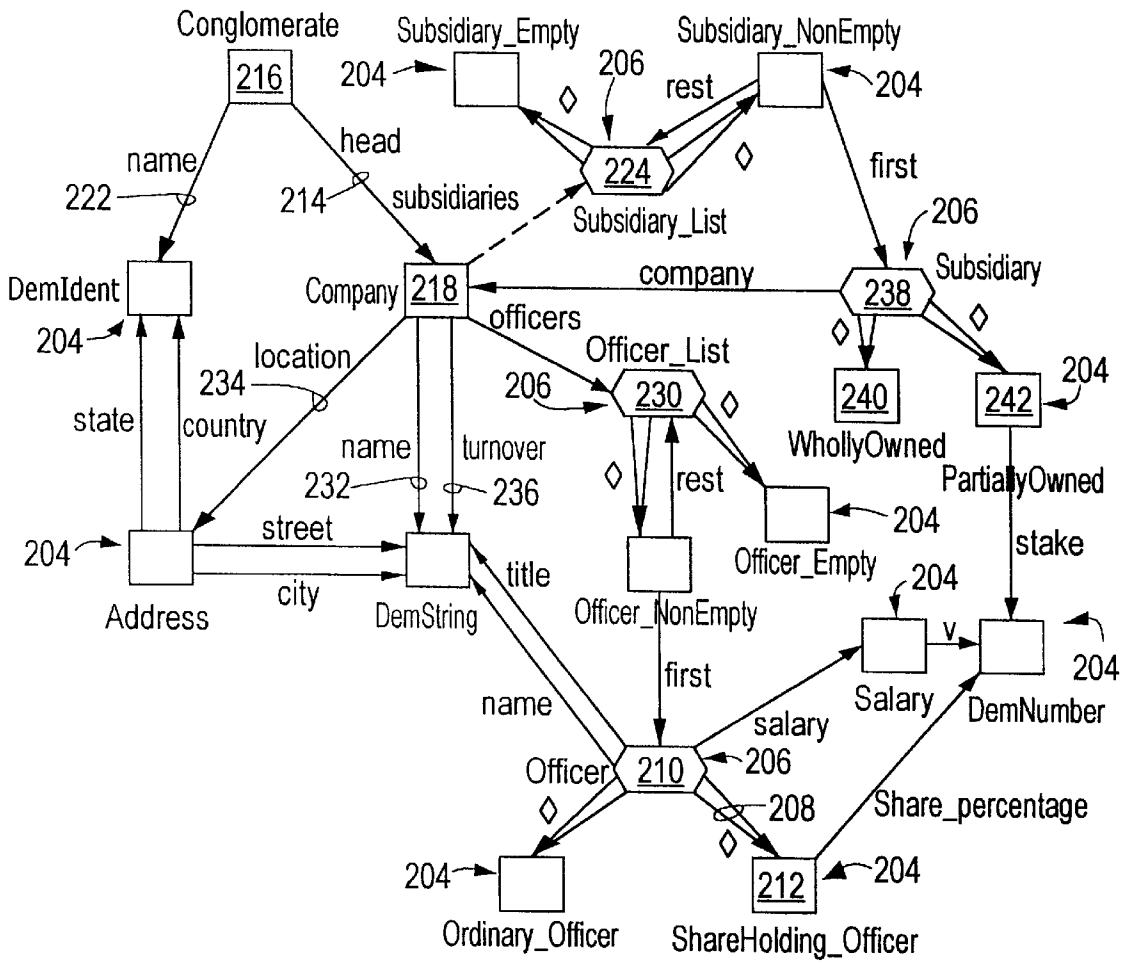 Conglomerate
Subsidiary_Empty
Subsidiary_NonEmpty
216
204
206
204
rest
◊
name
head
224
◊
first
222
214
subsidiaries
Subsidiary_List
206
DemIdent
Company
218
company
238
Subsidiary
204
officers
◊
◊
location
Officer_List
204
234
206
230
◊
240
242
state
country
WhollyOwned
name
turnover
◊
PartiallyOwned
232
236
rest
204
204
street
title
Officer_Empty
stake
city
204
Address
DemString
Officer_NonEmpty
v
first
204
name
Salary
DemNumber
salary
Officer
210
206
◊
208
Share_percentage
◊
204
212
204
Ordinary_Officer
ShareHolding_Officer